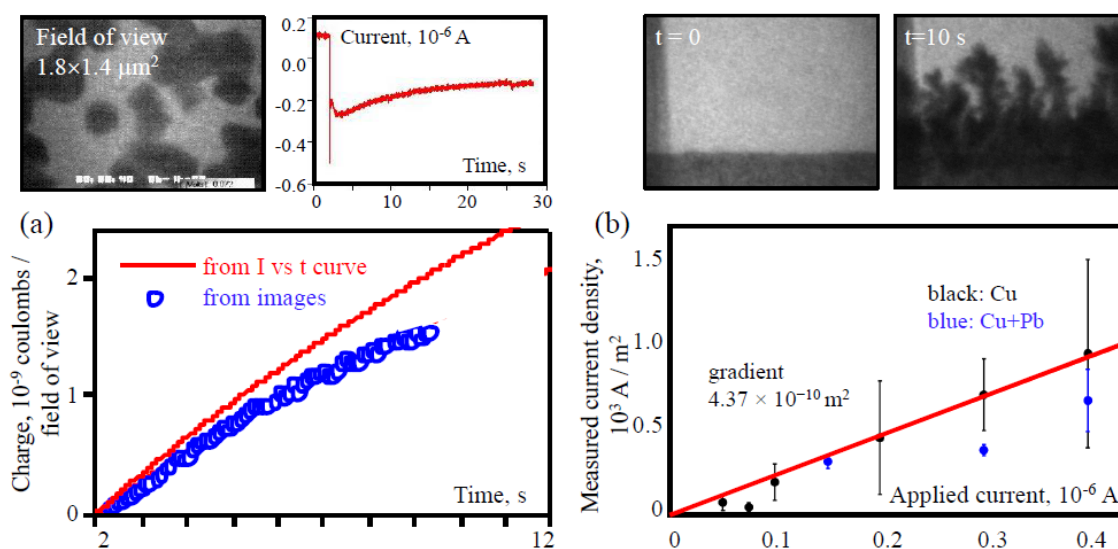 Field of view
1.8×1.4 µm²
Current, 10⁻⁶ A
0.2
0.0
-0.2
-0.4
-0.6
Time, s
0
10
20
30
t = 0
t=10 s
(a)
Charge, 10⁻⁹ coulombs /
field of view
2
1
0
from I vs t curve
from images
Time, s
2
12
(b)
Measured current density,
10³ A / m²
1.5
1.0
0.5
0
black: Cu
blue: Cu+Pb
gradient
4.37 × 10⁻¹⁰ m²
Applied current, 10⁻⁶ A
0
0.1
0.2
0.3
0.4